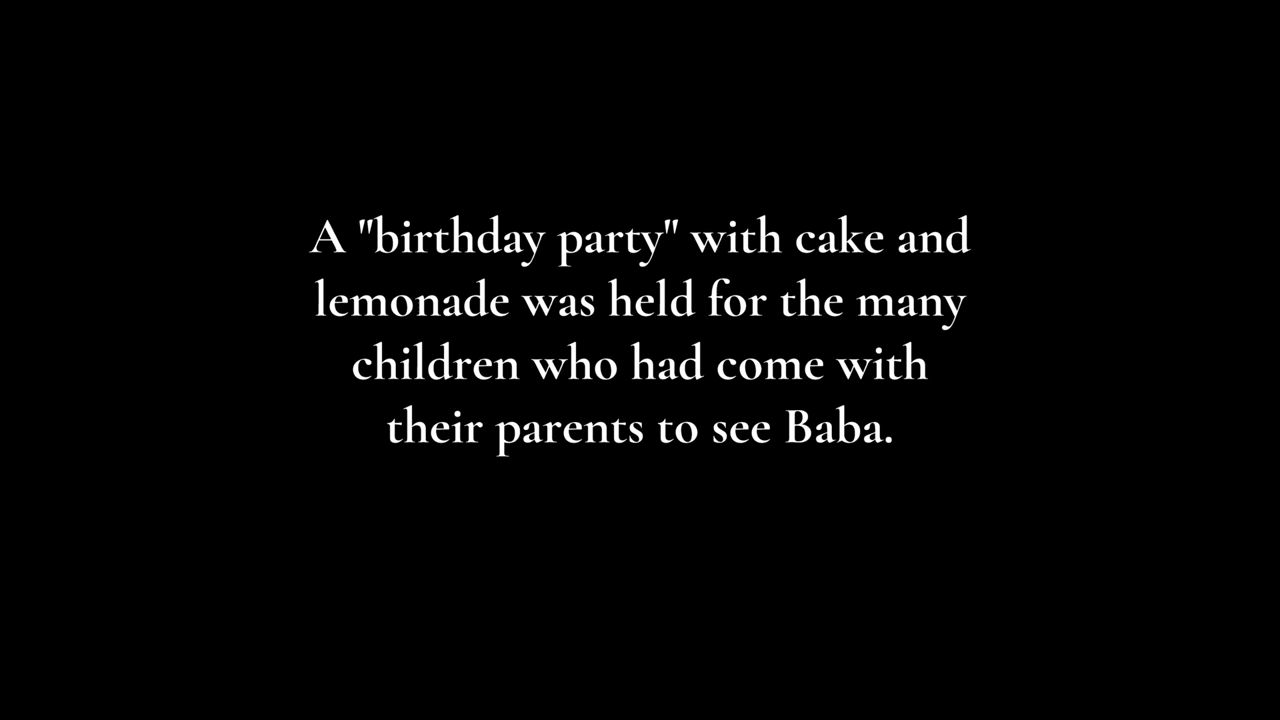 A "birthday party" with cake and
lemonade was held for the many
children who had come with
their parents to see Baba.